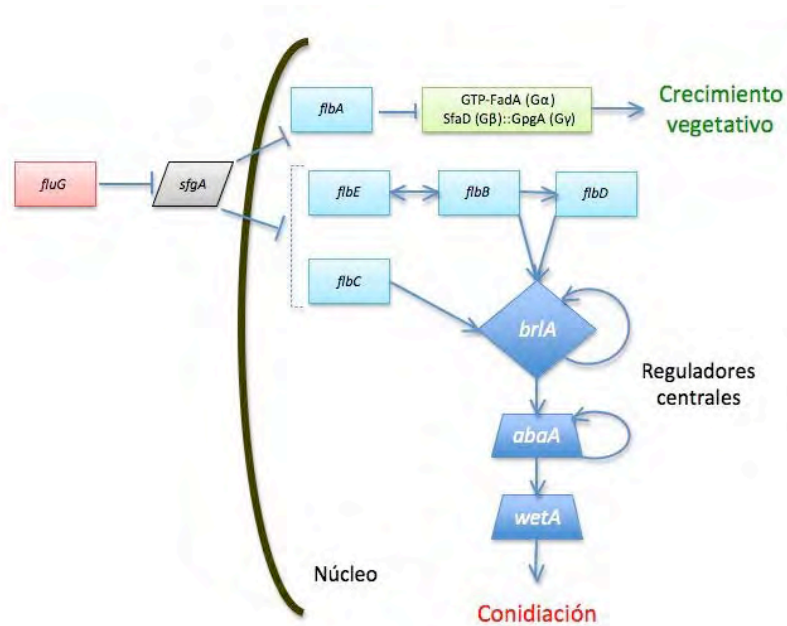 flbA
GTP-FadA (Gα)
SfaD (Gβ)::GpgA (Gγ)
Crecimiento
vegetativo
fluG
sfgA
flbE
flbB
flbD
flbC
brlA
Reguladores
centrales
abaA
wetA
Núcleo
Conidiación